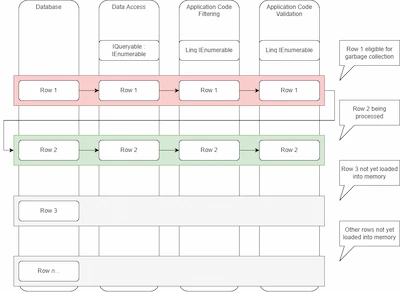 Database
Data Access
Application Code
Filtering
Application Code
Validation
IQueryable :
IEnumerable
Linq IEnumerable
Linq IEnumerable
Row 1 eligible for
garbage collection
Row 1
Row 1
Row 1
Row 1
Row 2 being
processed
Row 2
Row 2
Row 2
Row 2
Row 3 not yet loaded
into memory
Row 3
Other rows not yet
loaded into memory
Row n...